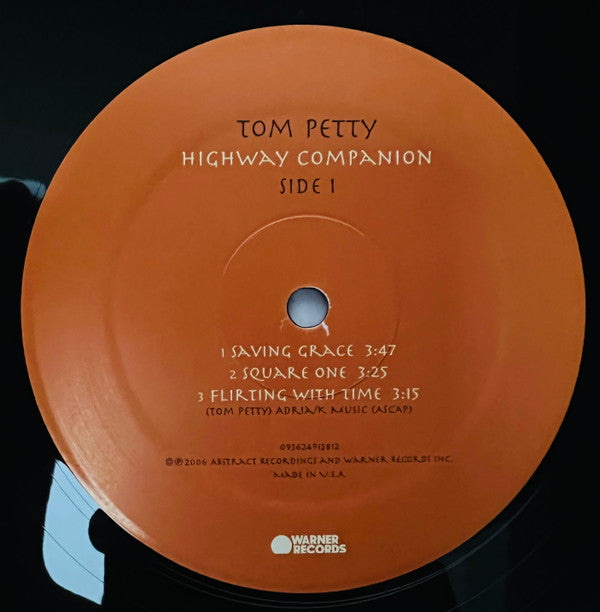 TOM PETTY
HIGHWAY COMPANION
SIDE 1
1 SAVING GRACE 3:47
2 SQUARE ONE 3:25
3 FLIRTING WITH TIME 3:15
(TOM PETTY) ADRIA/K MUSIC (ASCAP)
093624915812
©℗2006 ABSTRACT RECORDINGS AND WARNER RECORDS INC.
MADE IN U.S.A.
WARNER
RECORDS